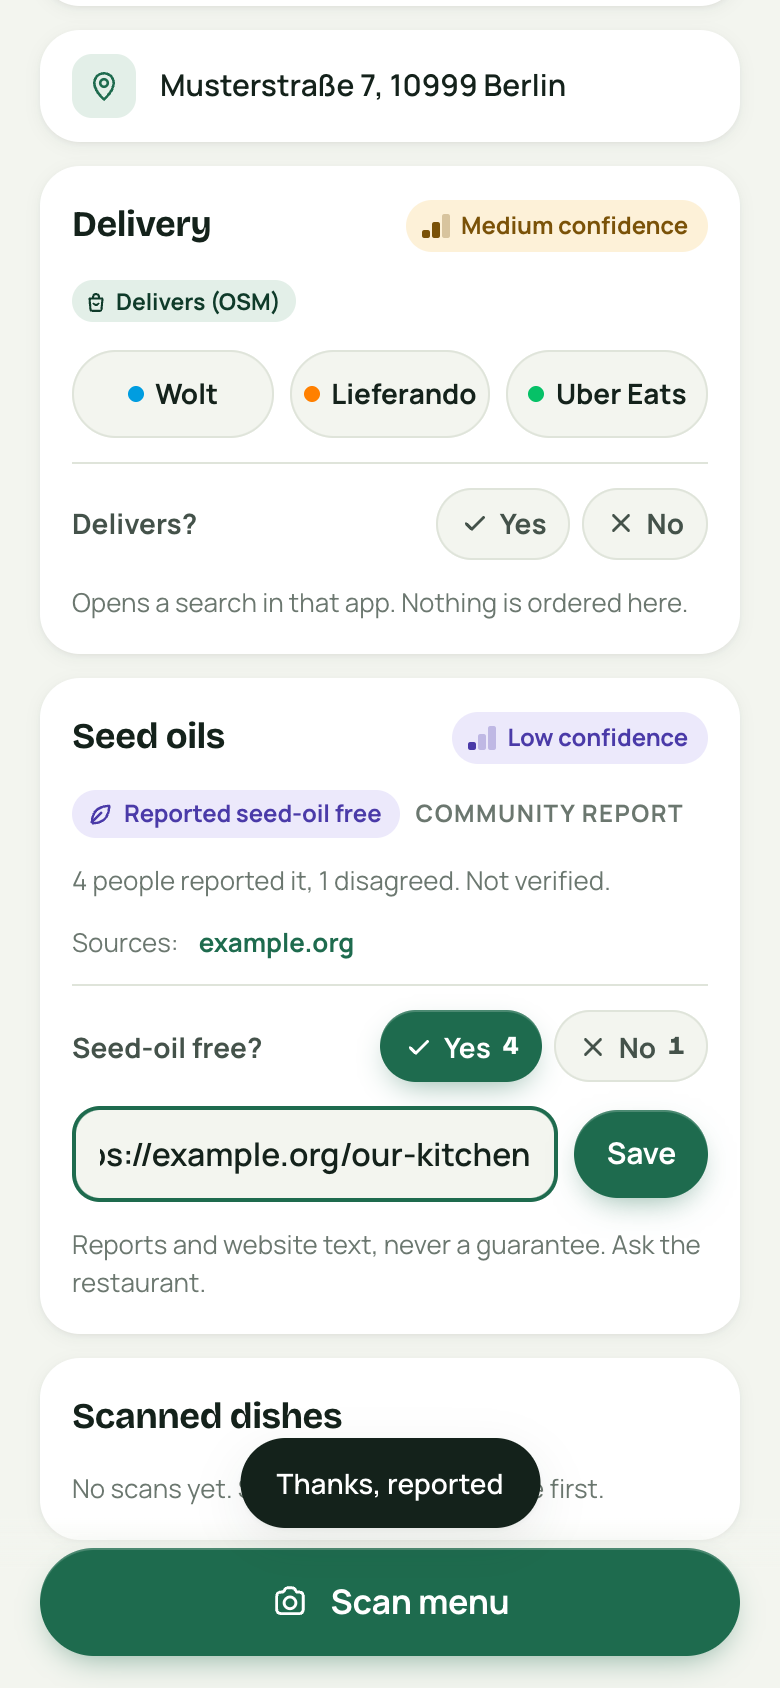 Musterstraße 7, 10999 Berlin
Delivery
Medium confidence
Delivers (OSM)
Wolt
Lieferando
Uber Eats
Delivers?
Yes
No
Opens a search in that app. Nothing is ordered here.
Seed oils
Low confidence
Reported seed-oil free
COMMUNITY REPORT
4 people reported it, 1 disagreed. Not verified.
Sources: example.org
Seed-oil free?
Yes 4
No 1
s://example.org/our-kitchen
Save
Reports and website text, never a guarantee. Ask the
restaurant.
Scanned dishes
No scans yet.
first.
Thanks, reported
Scan menu